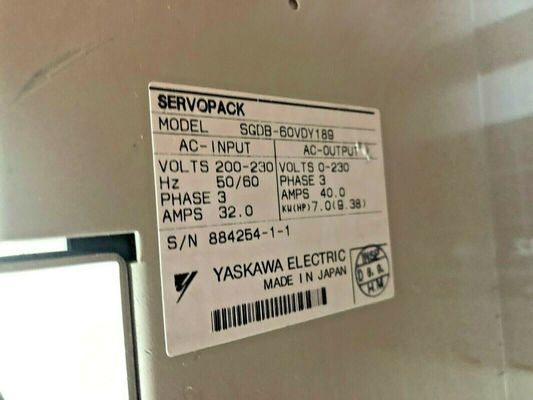 SERVOPACK
MODEL SGDB-60VDY189
AC-INPUT AC-OUTPUT
VOLTS 200-230 VOLTS 0-230
Hz 50/60 PHASE 3
PHASE 3 AMPS 40.0
AMPS 32.0 KW(HP) 7.0(9.38)
S/N 884254-1-1
YASKAWA ELECTRIC
MADE IN JAPAN
INSP.
H.M